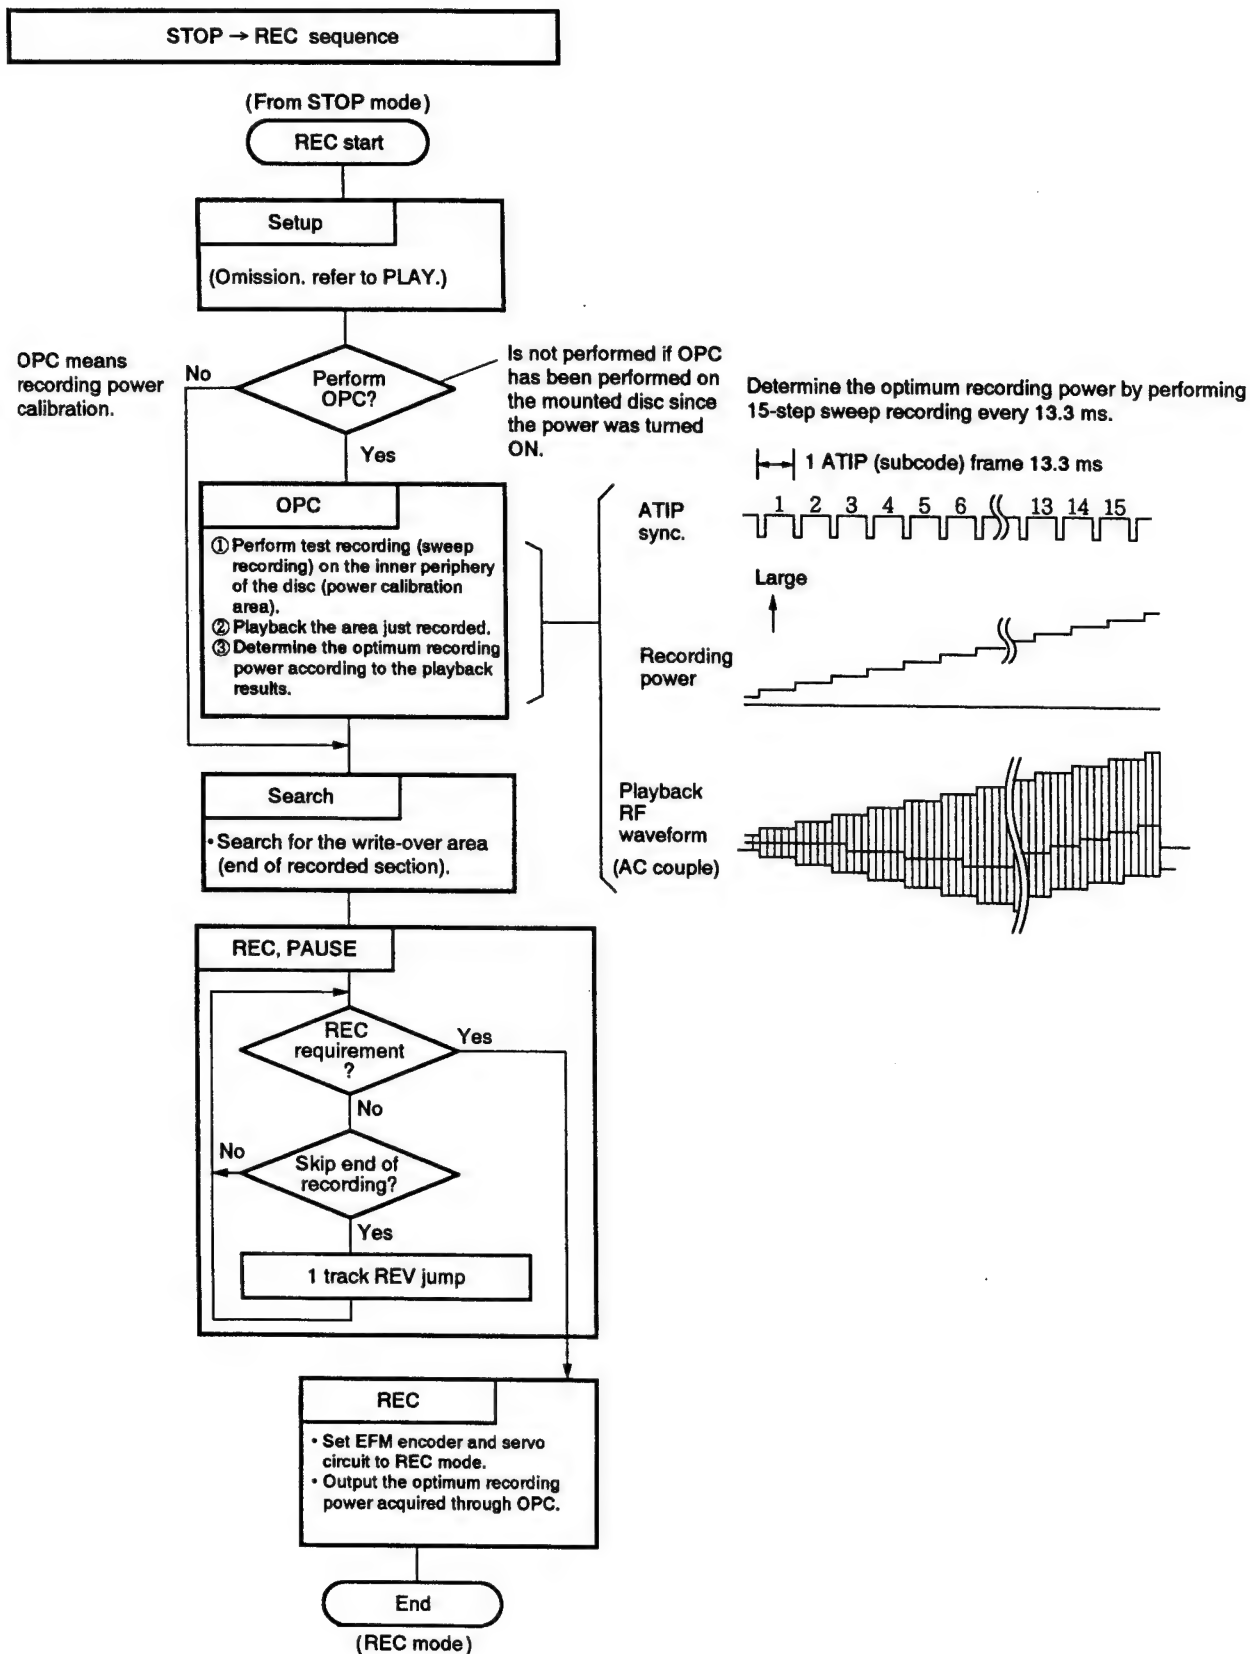 STOP → REC sequence
(From STOP mode)
REC start
Setup
(Omission. refer to PLAY.)
OPC means
recording power
calibration.
No
Perform
OPC?
Yes
Is not performed if OPC
has been performed on
the mounted disc since
the power was turned
ON.
OPC
① Perform test recording (sweep
recording) on the inner periphery
of the disc (power calibration
area).
② Playback the area just recorded.
③ Determine the optimum recording
power according to the playback
results.
Determine the optimum recording power by performing
15-step sweep recording every 13.3 ms.
1 ATIP (subcode) frame 13.3 ms
ATIP
sync.
1 2 3 4 5 6 13 14 15
Large
Recording
power
Playback
RF
waveform
(AC couple)
Search
• Search for the write-over area
(end of recorded section).
REC, PAUSE
REC
requirement
?
Yes
No
Skip end of
recording?
No
Yes
1 track REV jump
REC
• Set EFM encoder and servo
circuit to REC mode.
• Output the optimum recording
power acquired through OPC.
End
(REC mode)